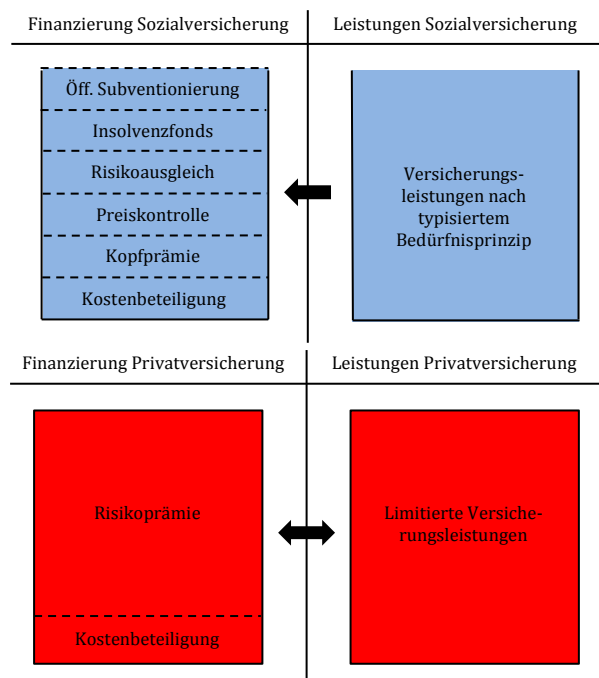 Finanzierung Sozialversicherung
Leistungen Sozialversicherung
Öff. Subventionierung
Insolvenzfonds
Risikoausgleich
Preiskontrolle
Kopfprämie
Kostenbeteiligung
Versicherungs-
leistungen nach
typisiertem
Bedürfnisprinzip
Finanzierung Privatversicherung
Leistungen Privatversicherung
Risikoprämie
Kostenbeteiligung
Limitierte Versiche-
rungsleistungen